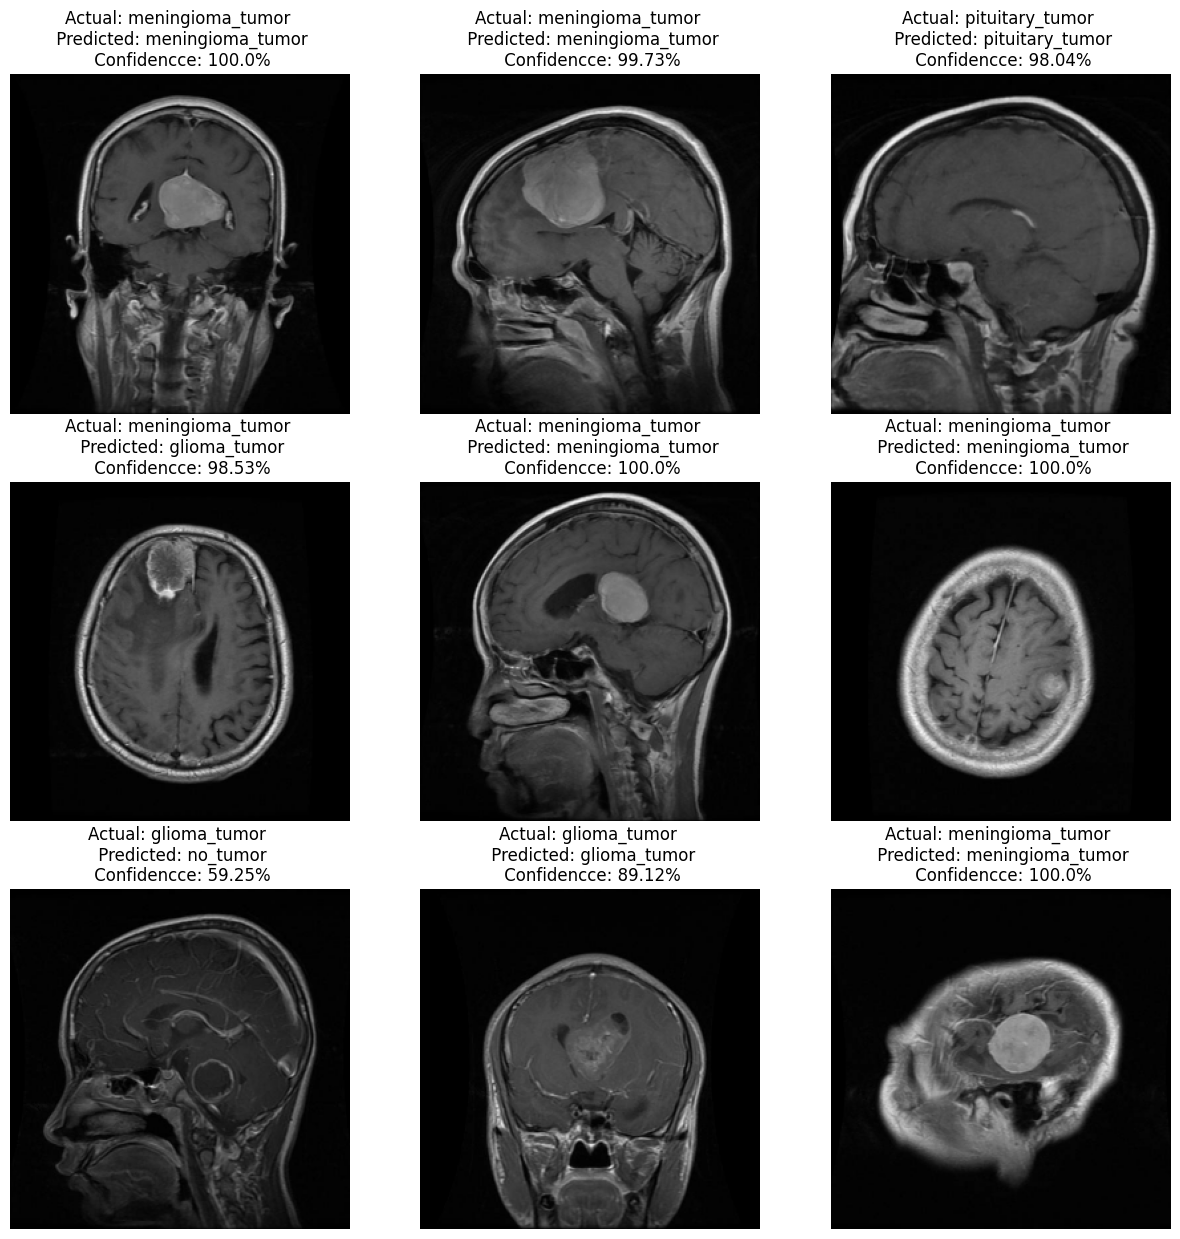 Actual: meningioma_tumor
Predicted: meningioma_tumor
Confidencce: 100.0%
Actual: meningioma_tumor
Predicted: meningioma_tumor
Confidencce: 99.73%
Actual: pituitary_tumor
Predicted: pituitary_tumor
Confidencce: 98.04%
Actual: meningioma_tumor
Predicted: glioma_tumor
Confidencce: 98.53%
Actual: meningioma_tumor
Predicted: meningioma_tumor
Confidencce: 100.0%
Actual: meningioma_tumor
Predicted: meningioma_tumor
Confidencce: 100.0%
Actual: glioma_tumor
Predicted: no_tumor
Confidencce: 59.25%
Actual: glioma_tumor
Predicted: glioma_tumor
Confidencce: 89.12%
Actual: meningioma_tumor
Predicted: meningioma_tumor
Confidencce: 100.0%